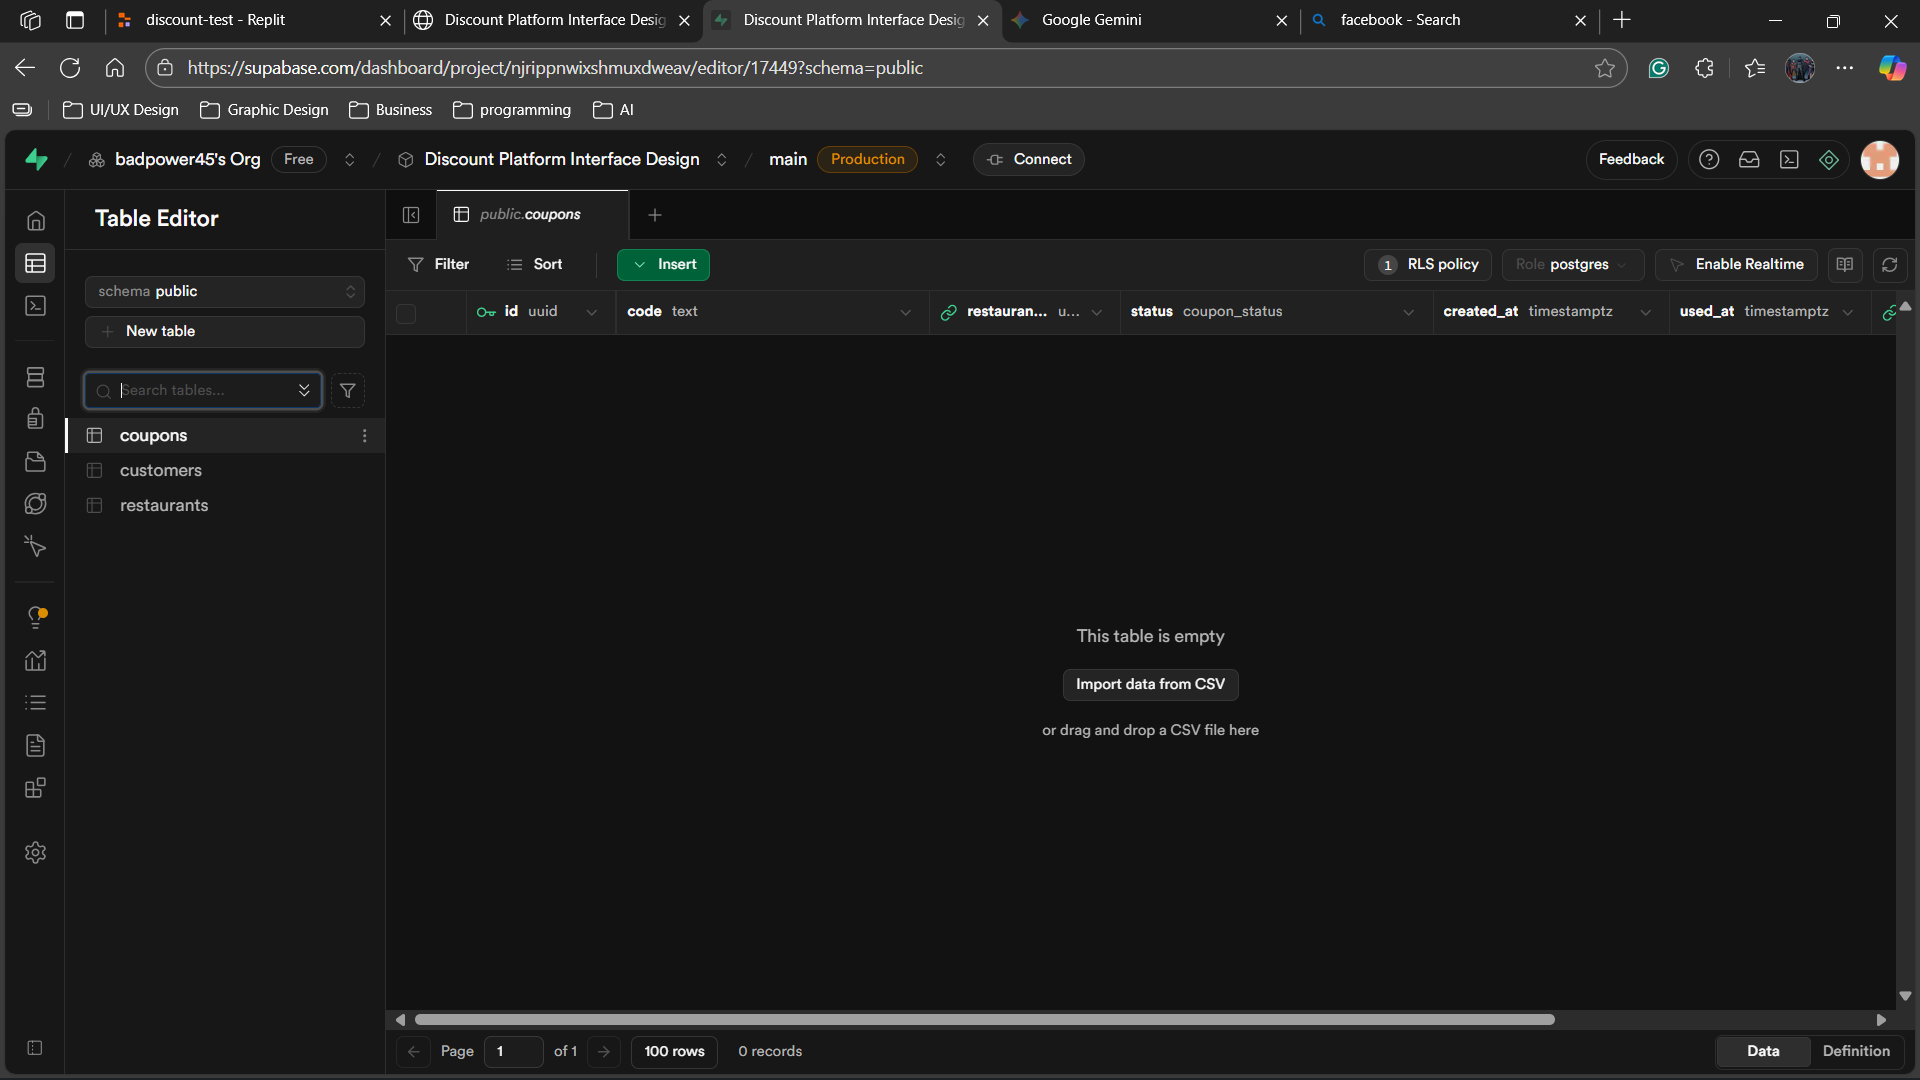 discount-test - Replit
Discount Platform Interface Desig
Discount Platform Interface Desig
Google Gemini
facebook - Search
https://supabase.com/dashboard/project/njrippnwixshmuxdweav/editor/17449?schema=public
UI/UX Design
Graphic Design
Business
programming
AI
badpower45's Org
Free
Discount Platform Interface Design
main
Production
Connect
Feedback
Table Editor
public.coupons
Filter
Sort
Insert
1 RLS policy
Role postgres
Enable Realtime
schema public
New table
id uuid
code text
restauran... u...
status coupon_status
created_at timestamptz
used_at timestamptz
Search tables...
coupons
customers
restaurants
This table is empty
Import data from CSV
or drag and drop a CSV file here
Page 1 of 1
100 rows
0 records
Data
Definition